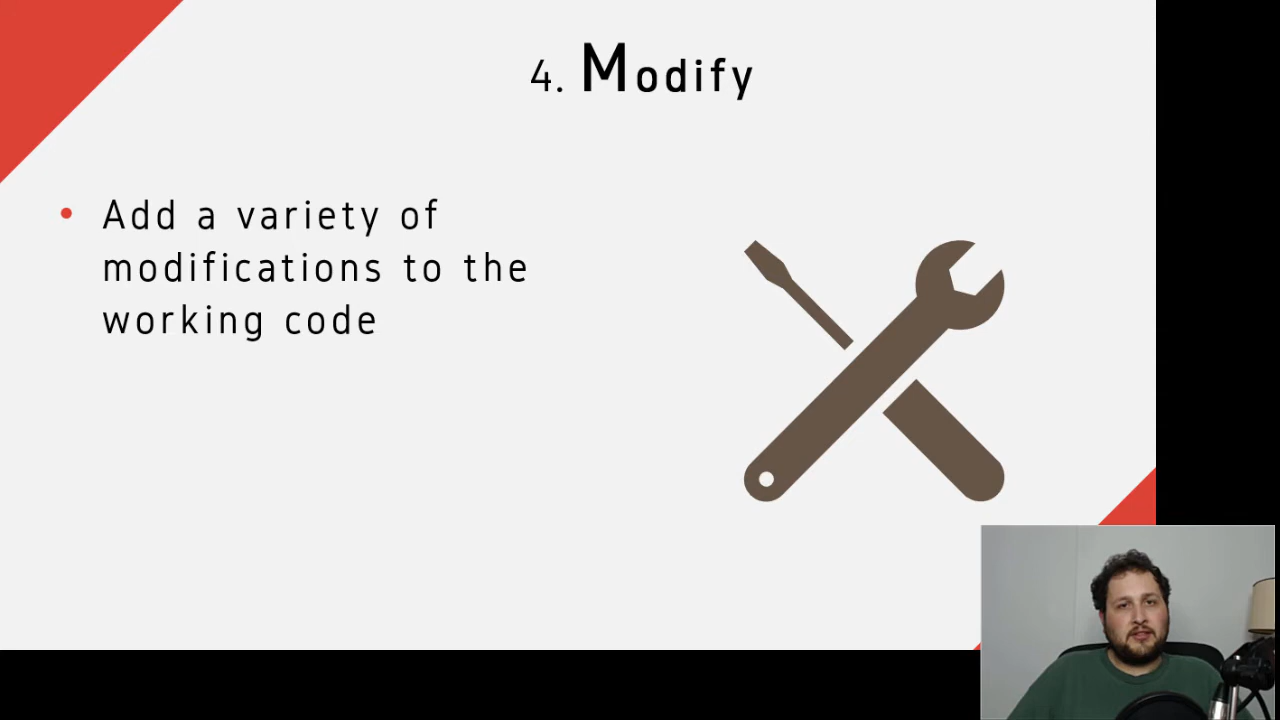 4. Modify
• Add a variety of
modifications to the
working code